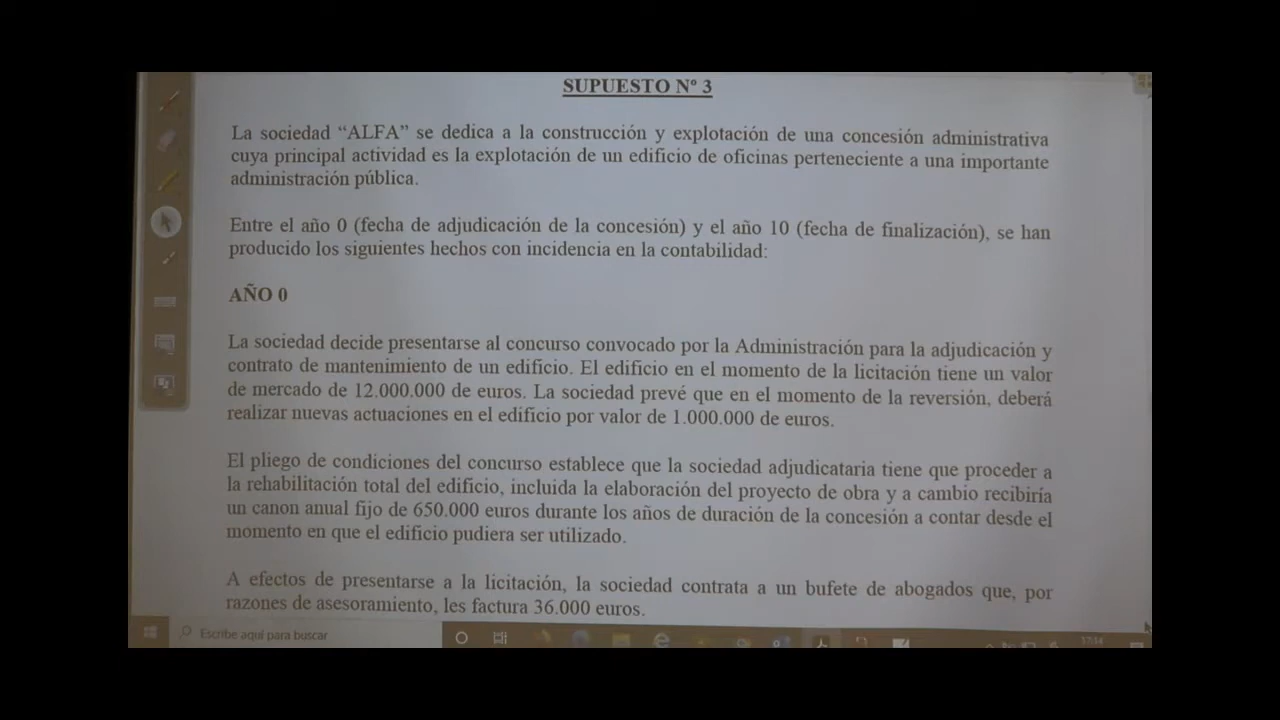 SUPUESTO Nº 3
La sociedad “ALFA” se dedica a la construcción y explotación de una concesión administrativa
cuya principal actividad es la explotación de un edificio de oficinas perteneciente a una importante
administración pública.
Entre el año 0 (fecha de adjudicación de la concesión) y el año 10 (fecha de finalización), se han
producido los siguientes hechos con incidencia en la contabilidad:
AÑO 0
La sociedad decide presentarse al concurso convocado por la Administración para la adjudicación y
contrato de mantenimiento de un edificio. El edificio en el momento de la licitación tiene un valor
de mercado de 12.000.000 de euros. La sociedad prevé que en el momento de la reversión, deberá
realizar nuevas actuaciones en el edificio por valor de 1.000.000 de euros.
El pliego de condiciones del concurso establece que la sociedad adjudicataria tiene que proceder a
la rehabilitación total del edificio, incluida la elaboración del proyecto de obra y a cambio recibiría
un canon anual fijo de 650.000 euros durante los años de duración de la concesión a contar desde el
momento en que el edificio pudiera ser utilizado.
A efectos de presentarse a la licitación, la sociedad contrata a un bufete de abogados que, por
razones de asesoramiento, les factura 36.000 euros.
Escribe aquí para buscar